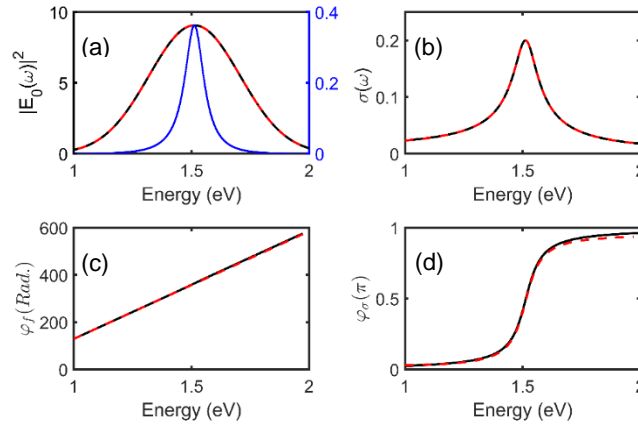 (a)
|E₀(ω)|²
10
5
0
0.4
0.2
0
1
1.5
2
Energy (eV)
(b)
σ(ω)
0.2
0.1
0
1
1.5
2
Energy (eV)
(c)
φ_f(Rad.)
600
400
200
0
1
1.5
2
Energy (eV)
(d)
φ_σ(π)
1
0.5
0
1
1.5
2
Energy (eV)